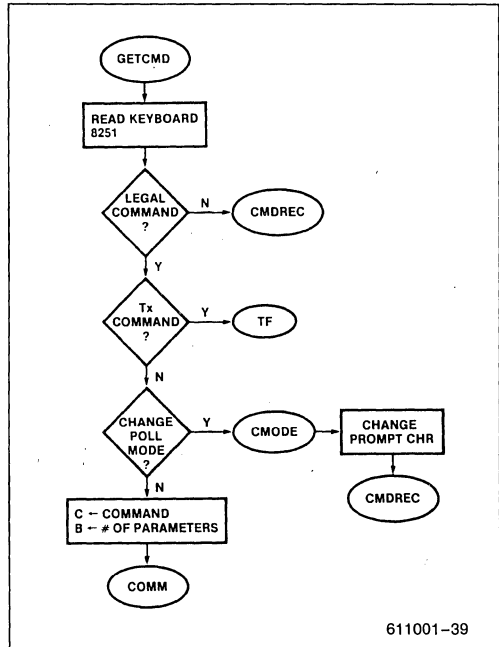 GETCMD
READ KEYBOARD
8251
LEGAL
COMMAND
?
N
CMDREC
Y
Tx
COMMAND
?
Y
TF
N
CHANGE
POLL
MODE
?
Y
CMODE
CHANGE
PROMPT CHR
CMDREC
N
C ← COMMAND
B ← # OF PARAMETERS
COMM
611001–39